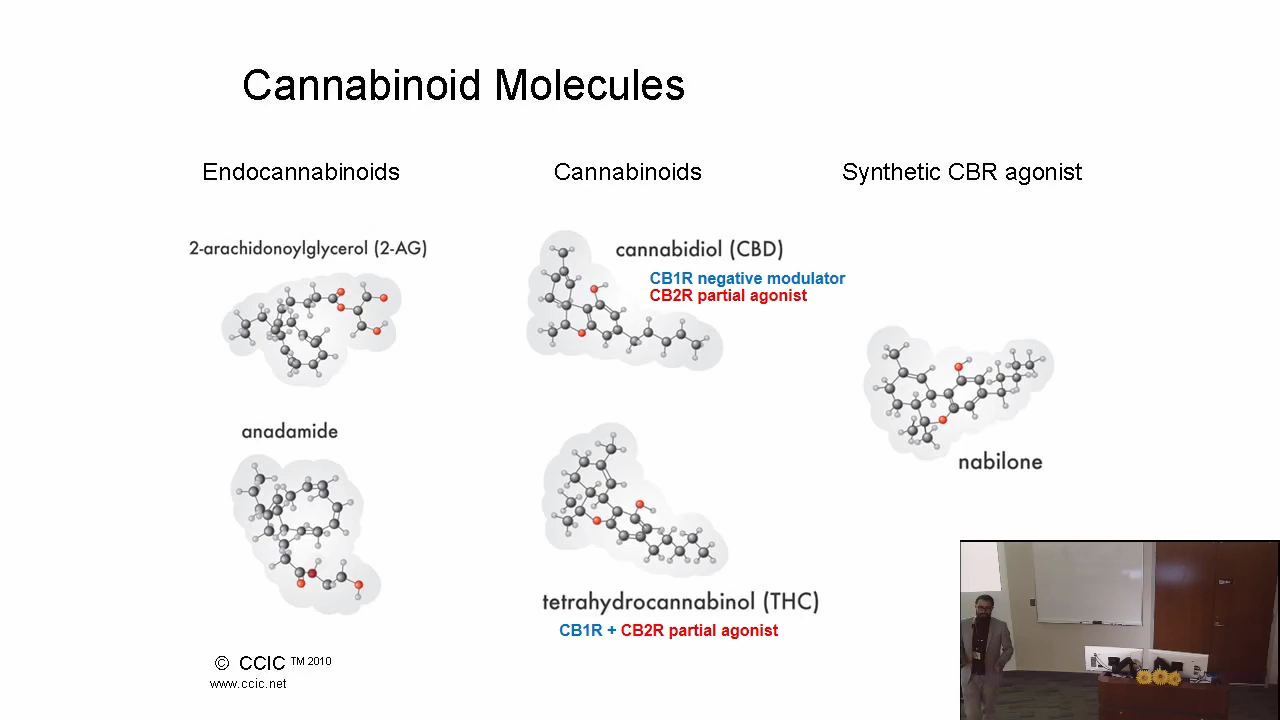 Cannabinoid Molecules
Endocannabinoids
Cannabinoids
Synthetic CBR agonist
2-arachidonoylglycerol (2-AG)
cannabidiol (CBD)
CB1R negative modulator
CB2R partial agonist
anadamide
nabilone
tetrahydrocannabinol (THC)
CB1R + CB2R partial agonist
© CCIC TM 2010
www.ccic.net